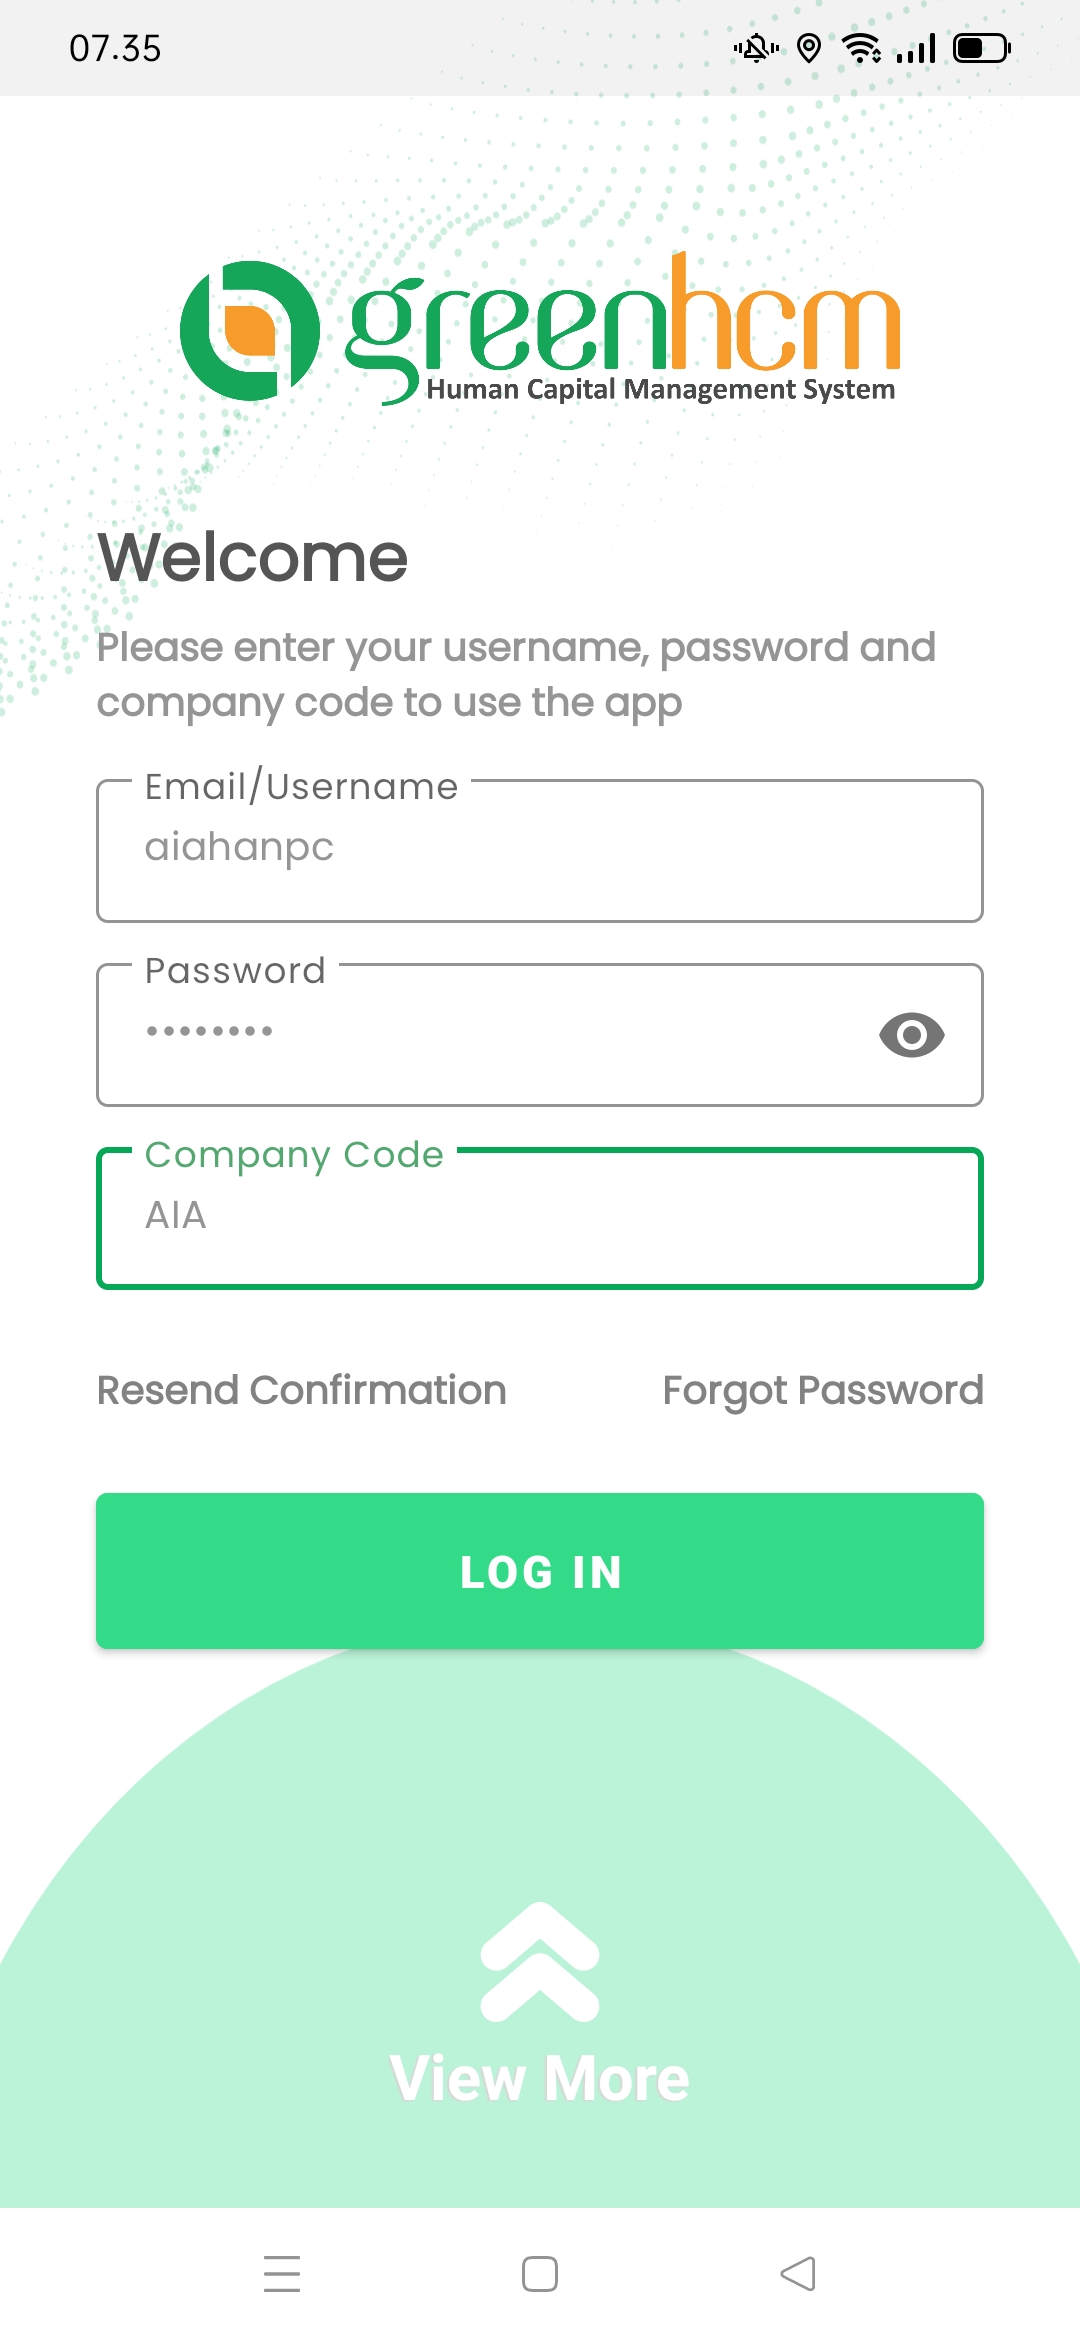 07.35
greenhcm
Human Capital Management System
Welcome
Please enter your username, password and
company code to use the app
Email/Username
aiahanpc
Password
••••••••
Company Code
AIA
Resend Confirmation
Forgot Password
LOG IN
View More